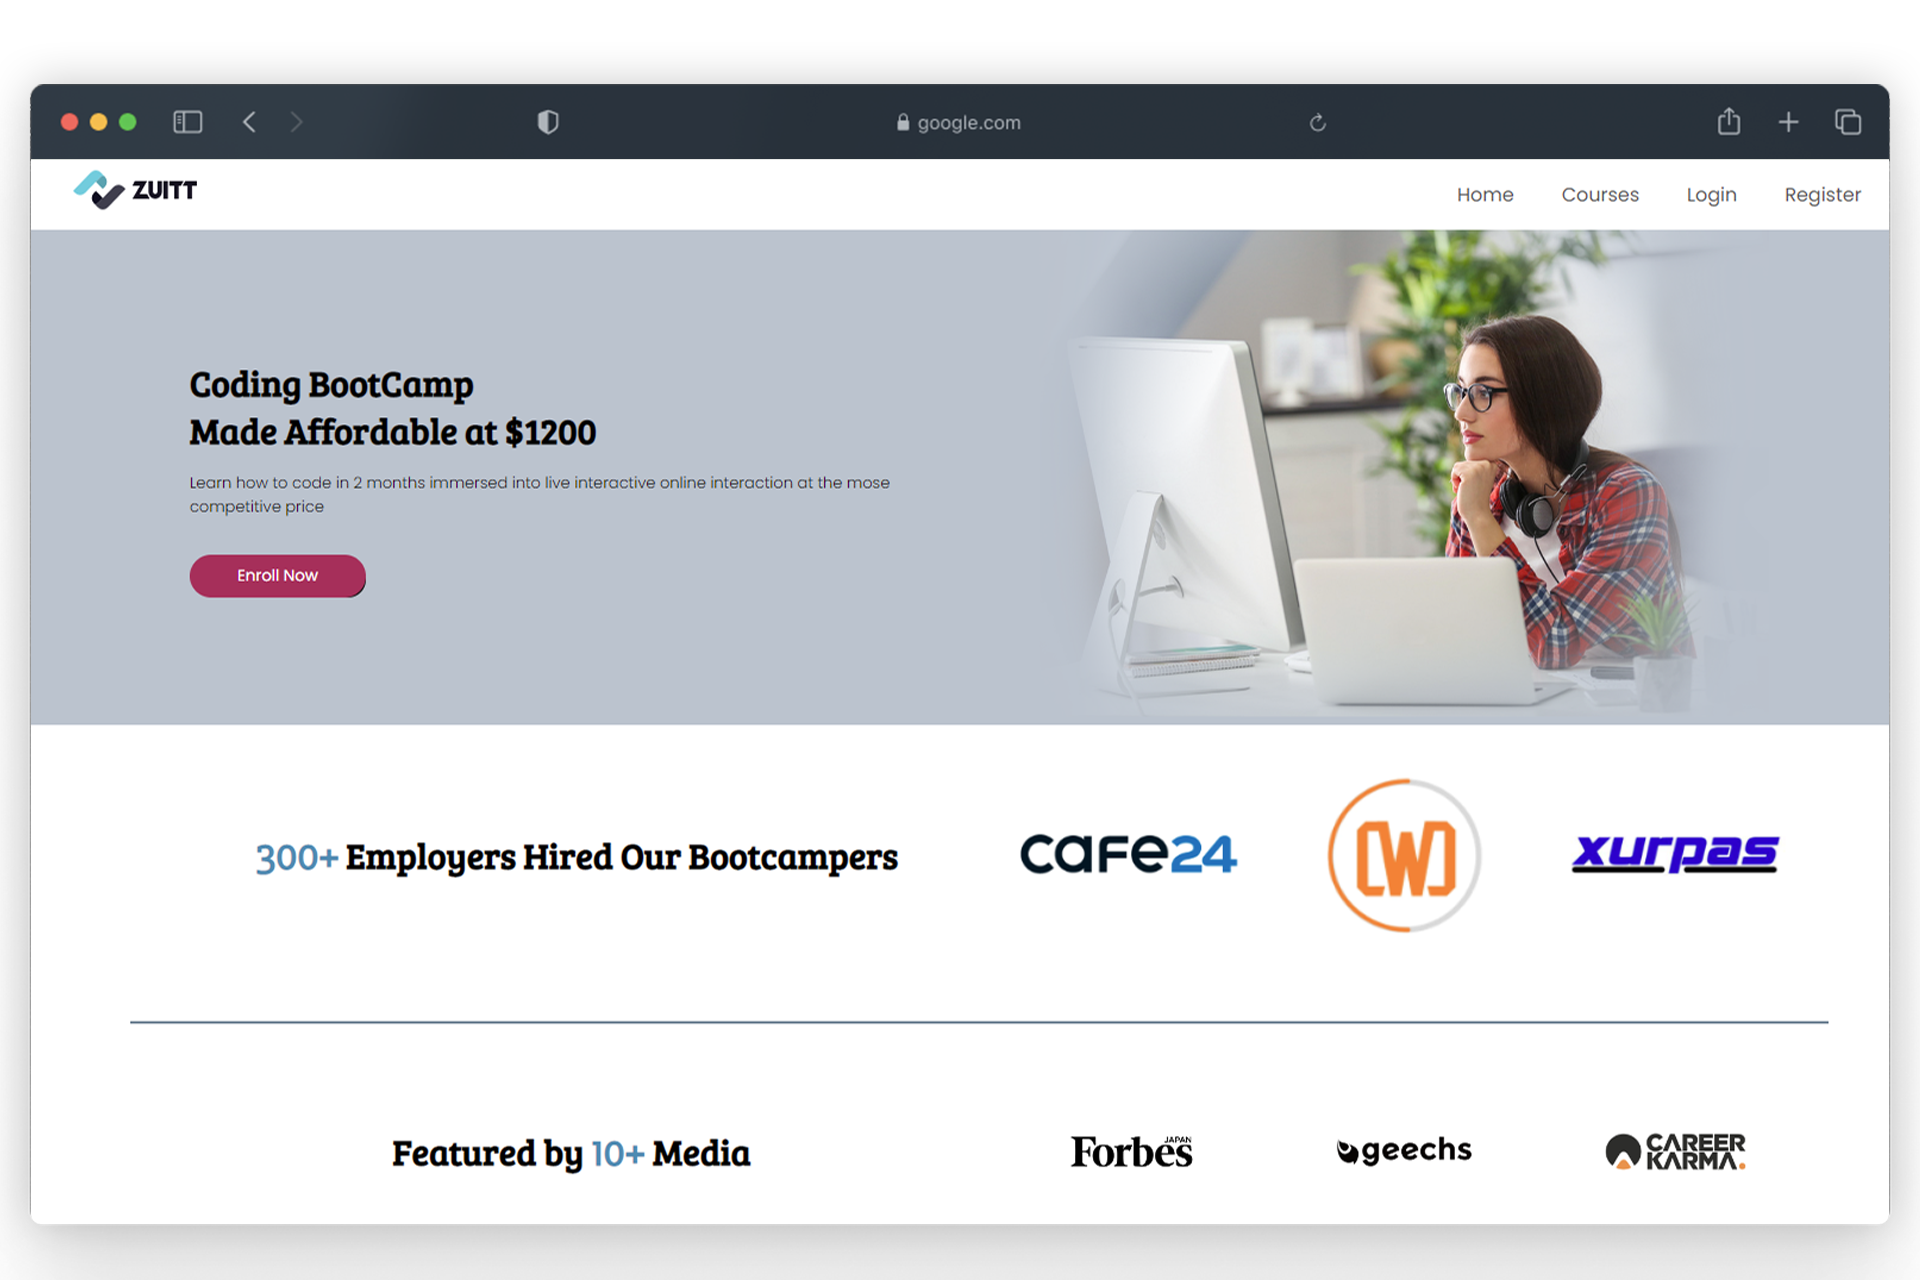 google.com
ZUITT
Home Courses Login Register
Coding BootCamp
Made Affordable at $1200
Learn how to code in 2 months immersed into live interactive online interaction at the mose
competitive price
Enroll Now
300+ Employers Hired Our Bootcampers
cafe24
[W]
xurpas
Featured by 10+ Media
Forbes
JAPAN
geechs
CAREER
KARMA.